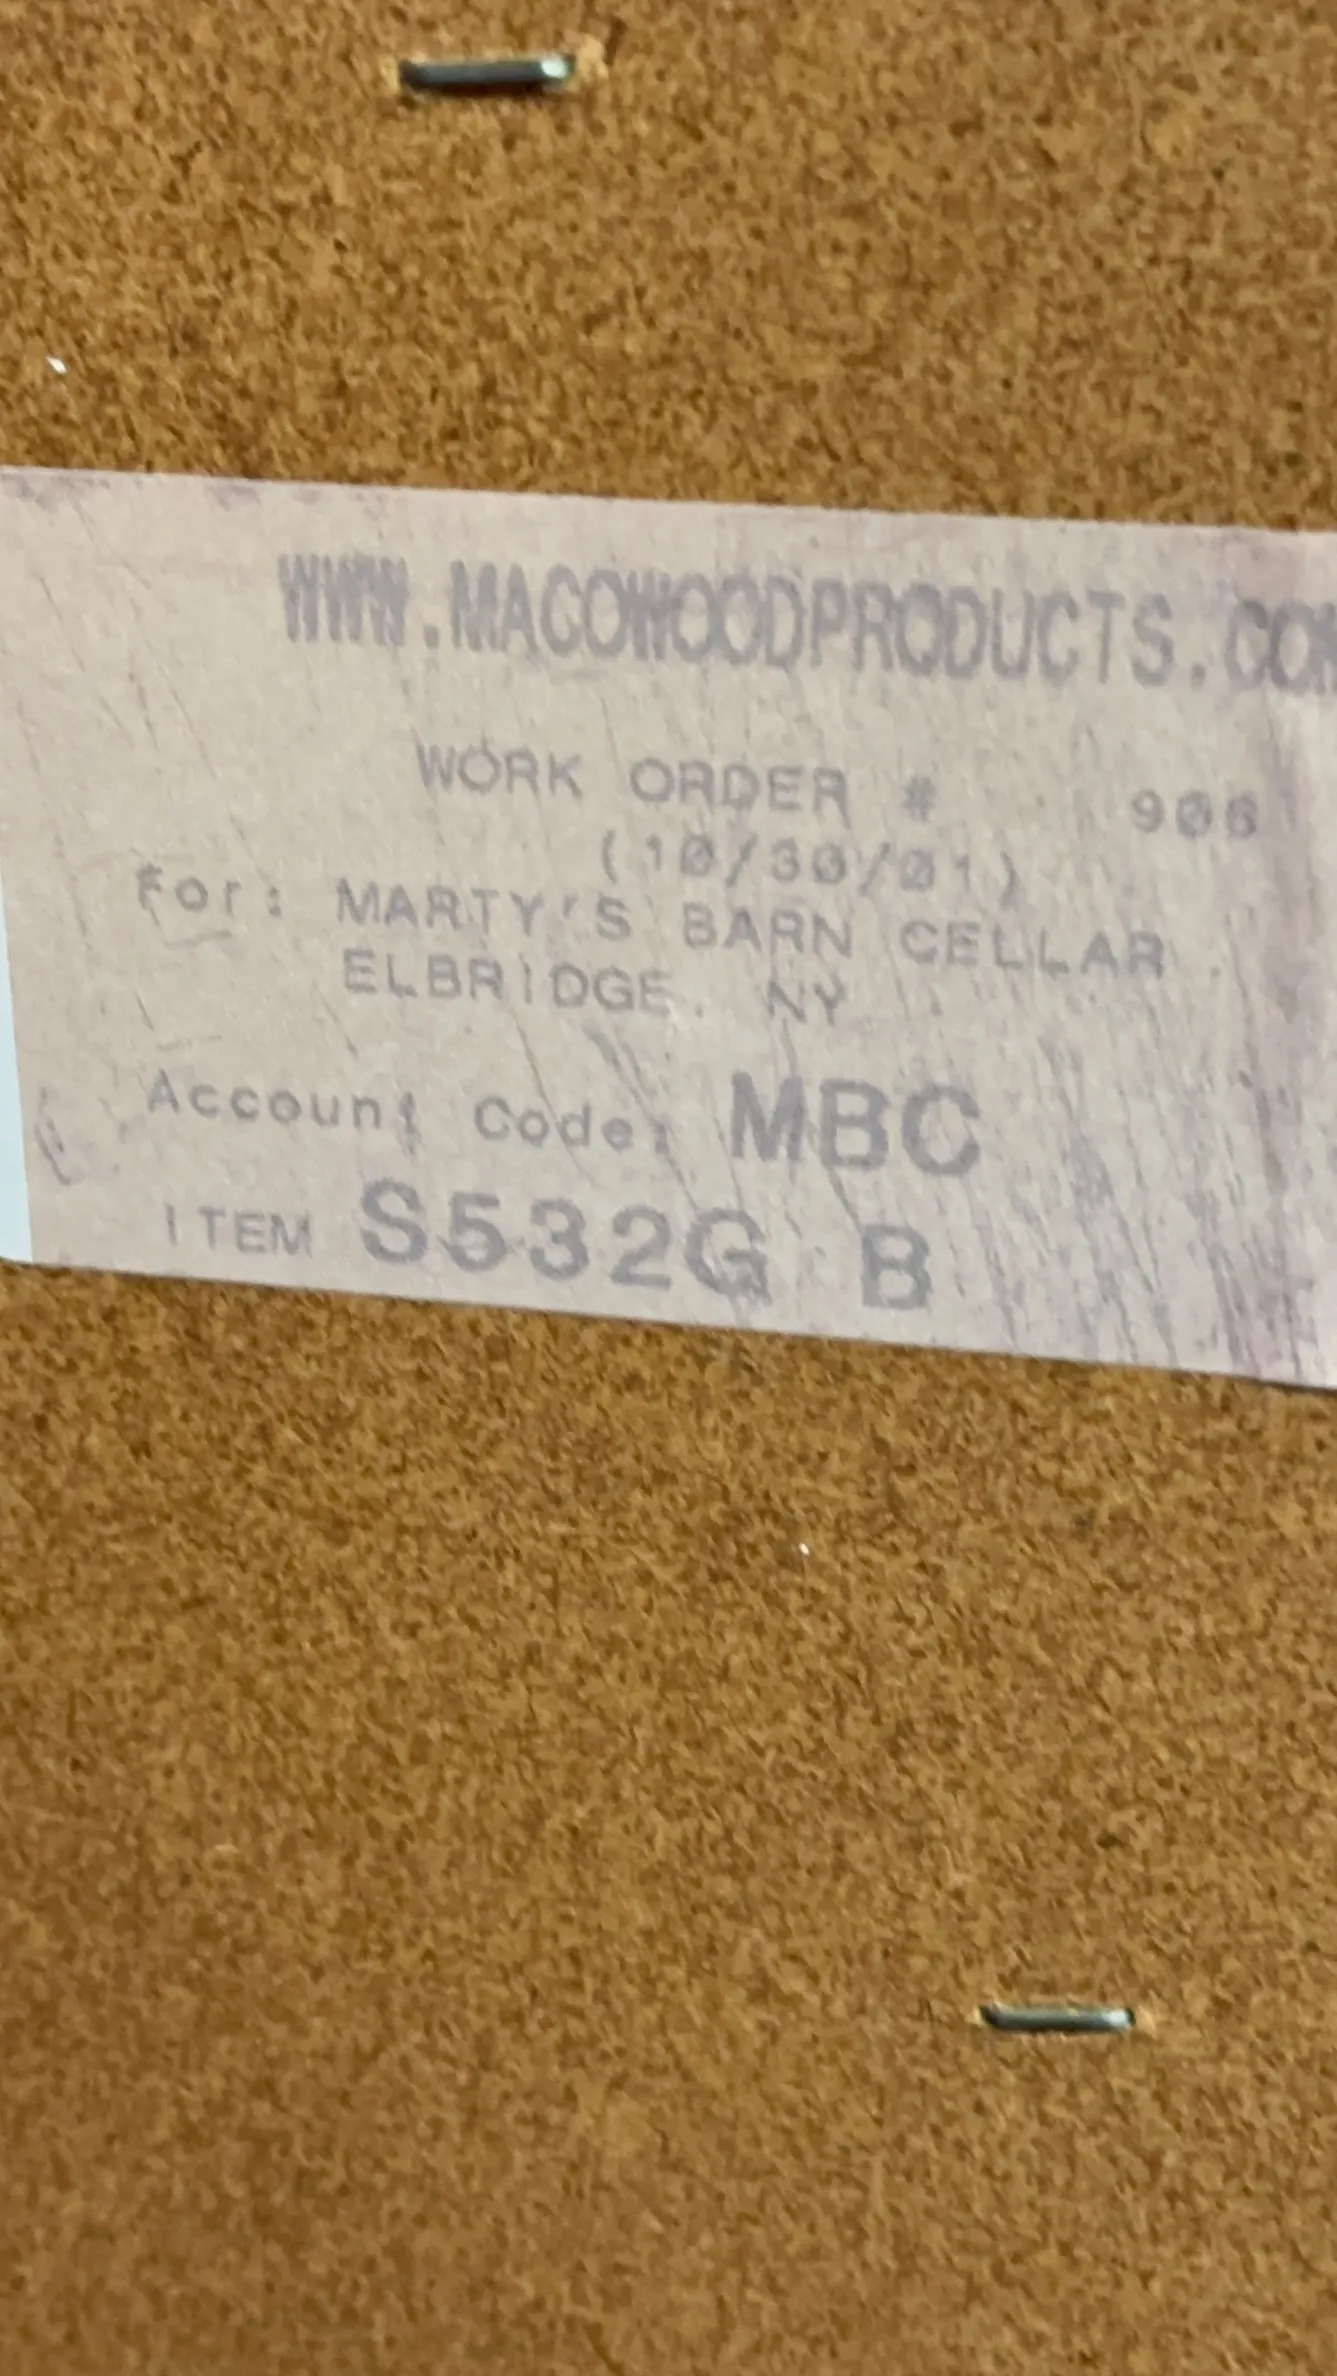 WWW.MACOWOODPRODUCTS.COM
WORK ORDER # 906
(10/30/01)
For: MARTY'S BARN CELLAR
ELBRIDGE, NY
Account Code: MBC
ITEM S532G B